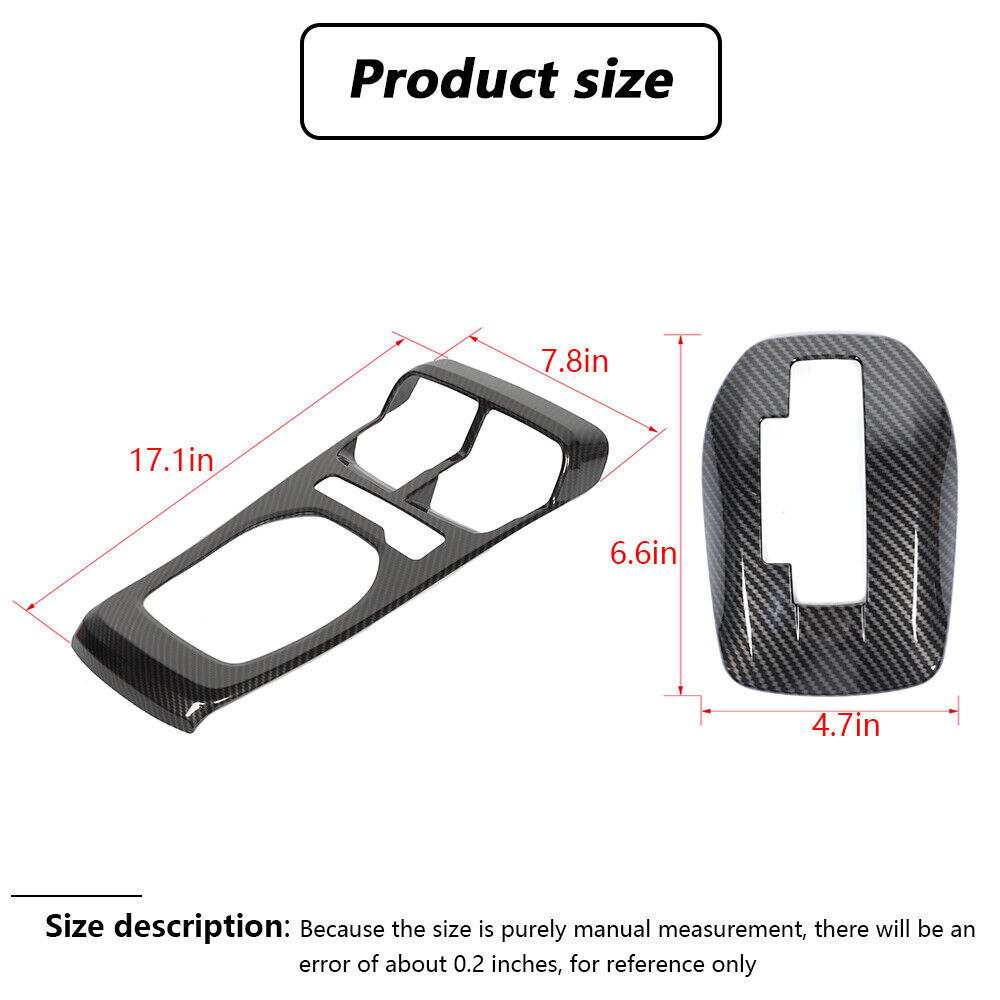 Product size
7.8in
17.1in
6.6in
4.7in
Size description: Because the size is purely manual measurement, there will be an
error of about 0.2 inches, for reference only